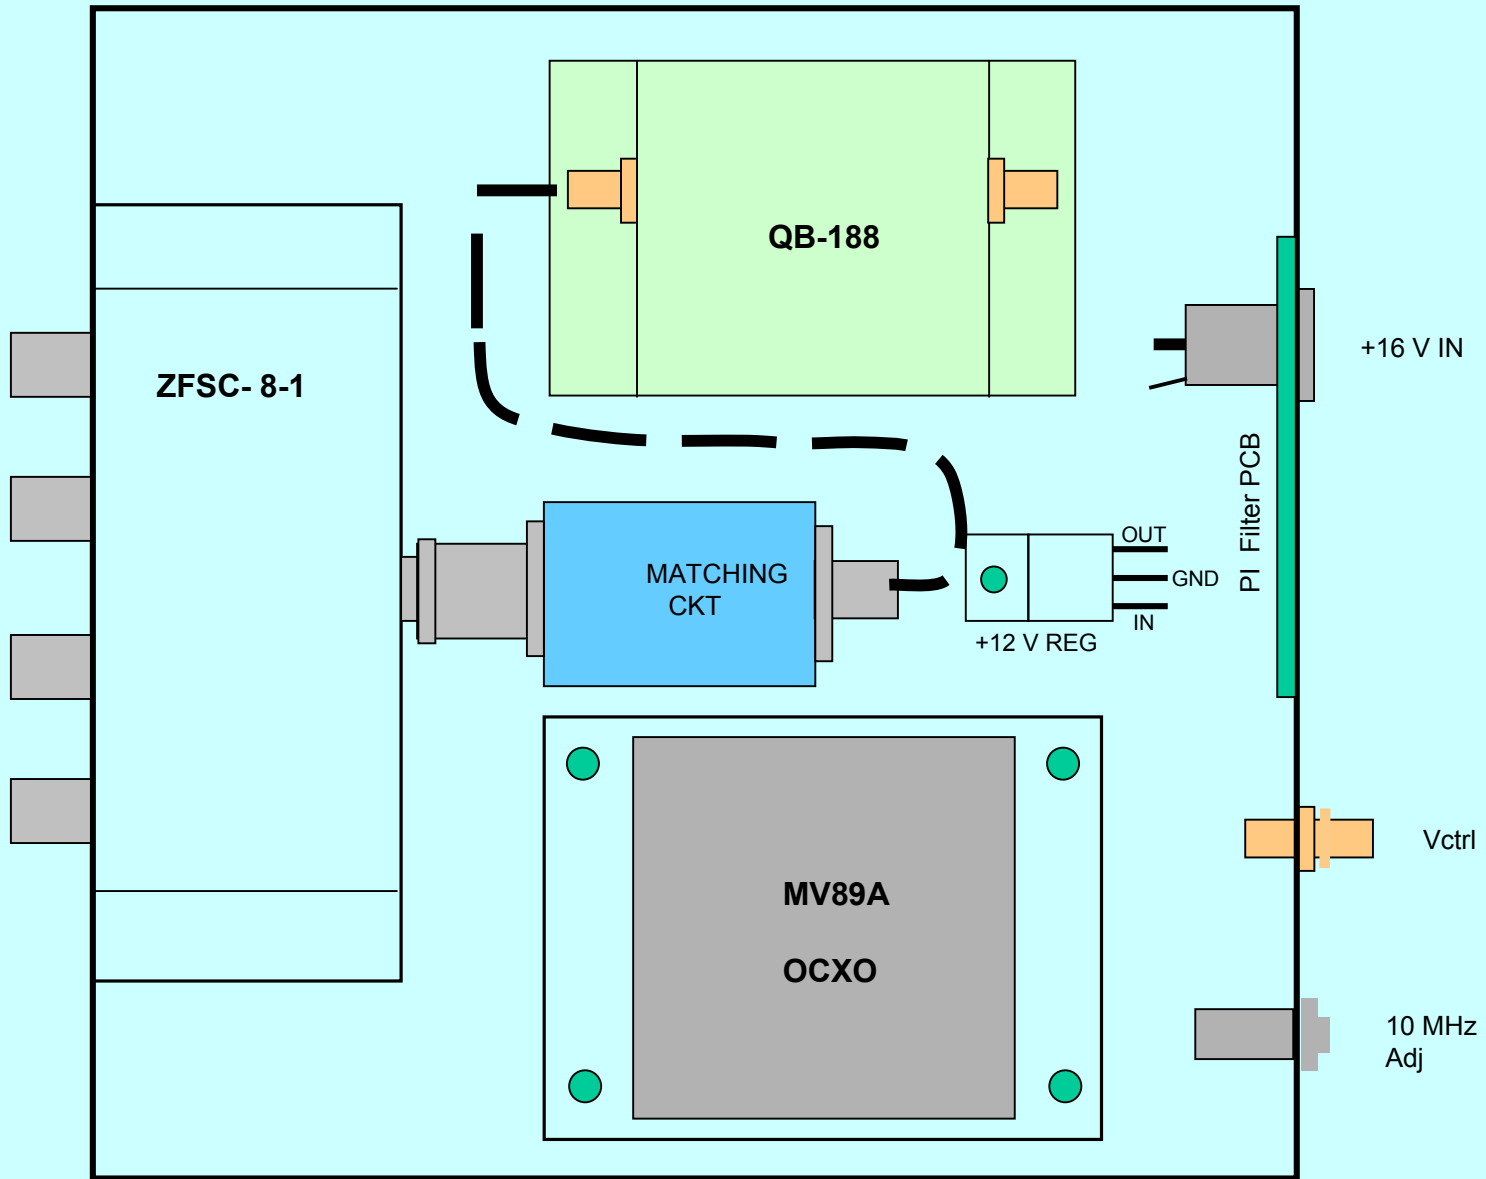 QB-188
ZFSC- 8-1
+16 V IN
PI Filter PCB
OUT
MATCHING
CKT
GND
IN
+12 V REG
Vctrl
MV89A
OCXO
10 MHz
Adj